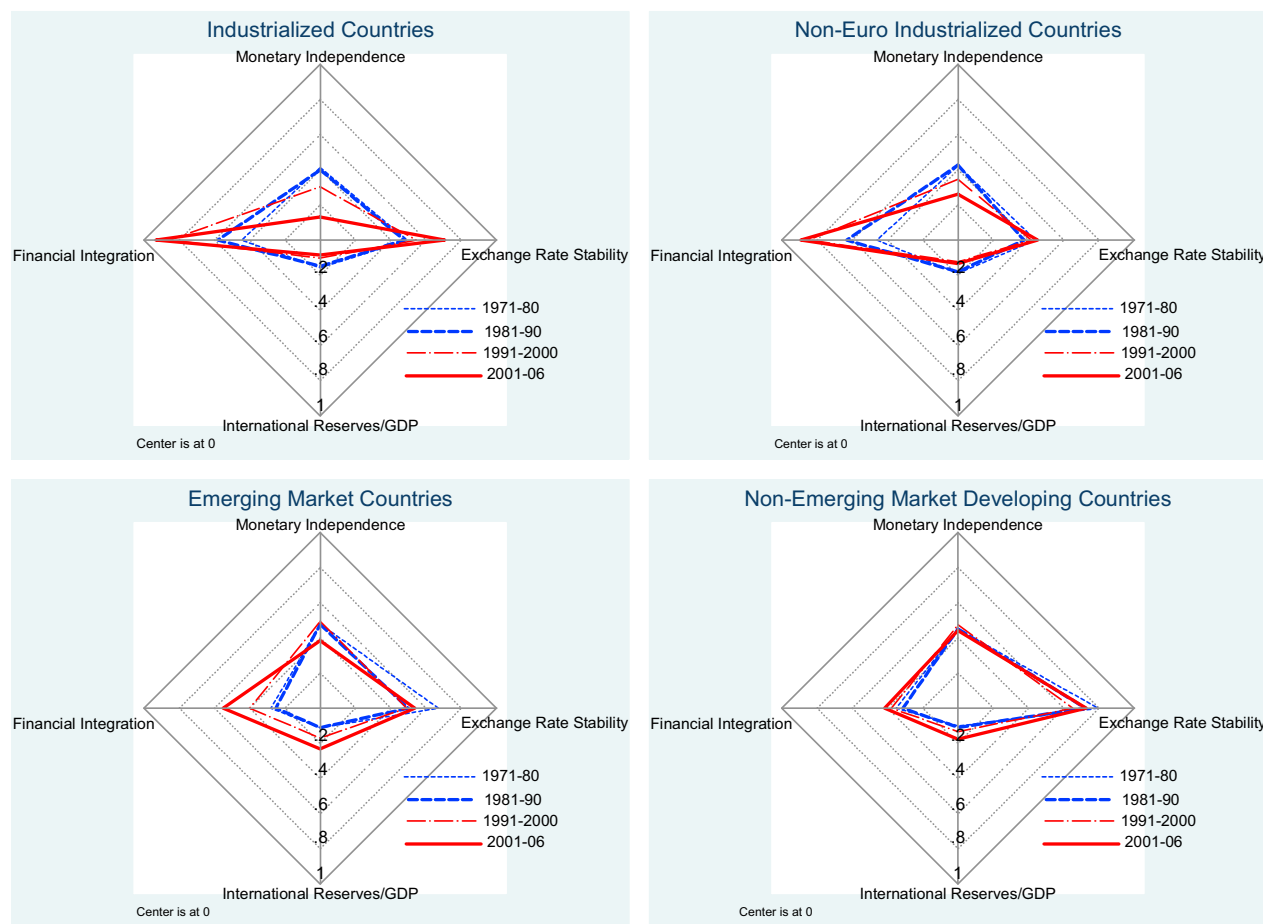 Industrialized Countries
Monetary Independence
Financial Integration
Exchange Rate Stability
.2
.4
.6
.8
1
1971-80
1981-90
1991-2000
2001-06
International Reserves/GDP
Center is at 0
Non-Euro Industrialized Countries
Monetary Independence
Financial Integration
Exchange Rate Stability
.2
.4
.6
.8
1
1971-80
1981-90
1991-2000
2001-06
International Reserves/GDP
Center is at 0
Emerging Market Countries
Monetary Independence
Financial Integration
Exchange Rate Stability
.2
.4
.6
.8
1
1971-80
1981-90
1991-2000
2001-06
International Reserves/GDP
Center is at 0
Non-Emerging Market Developing Countries
Monetary Independence
Financial Integration
Exchange Rate Stability
.2
.4
.6
.8
1
1971-80
1981-90
1991-2000
2001-06
International Reserves/GDP
Center is at 0